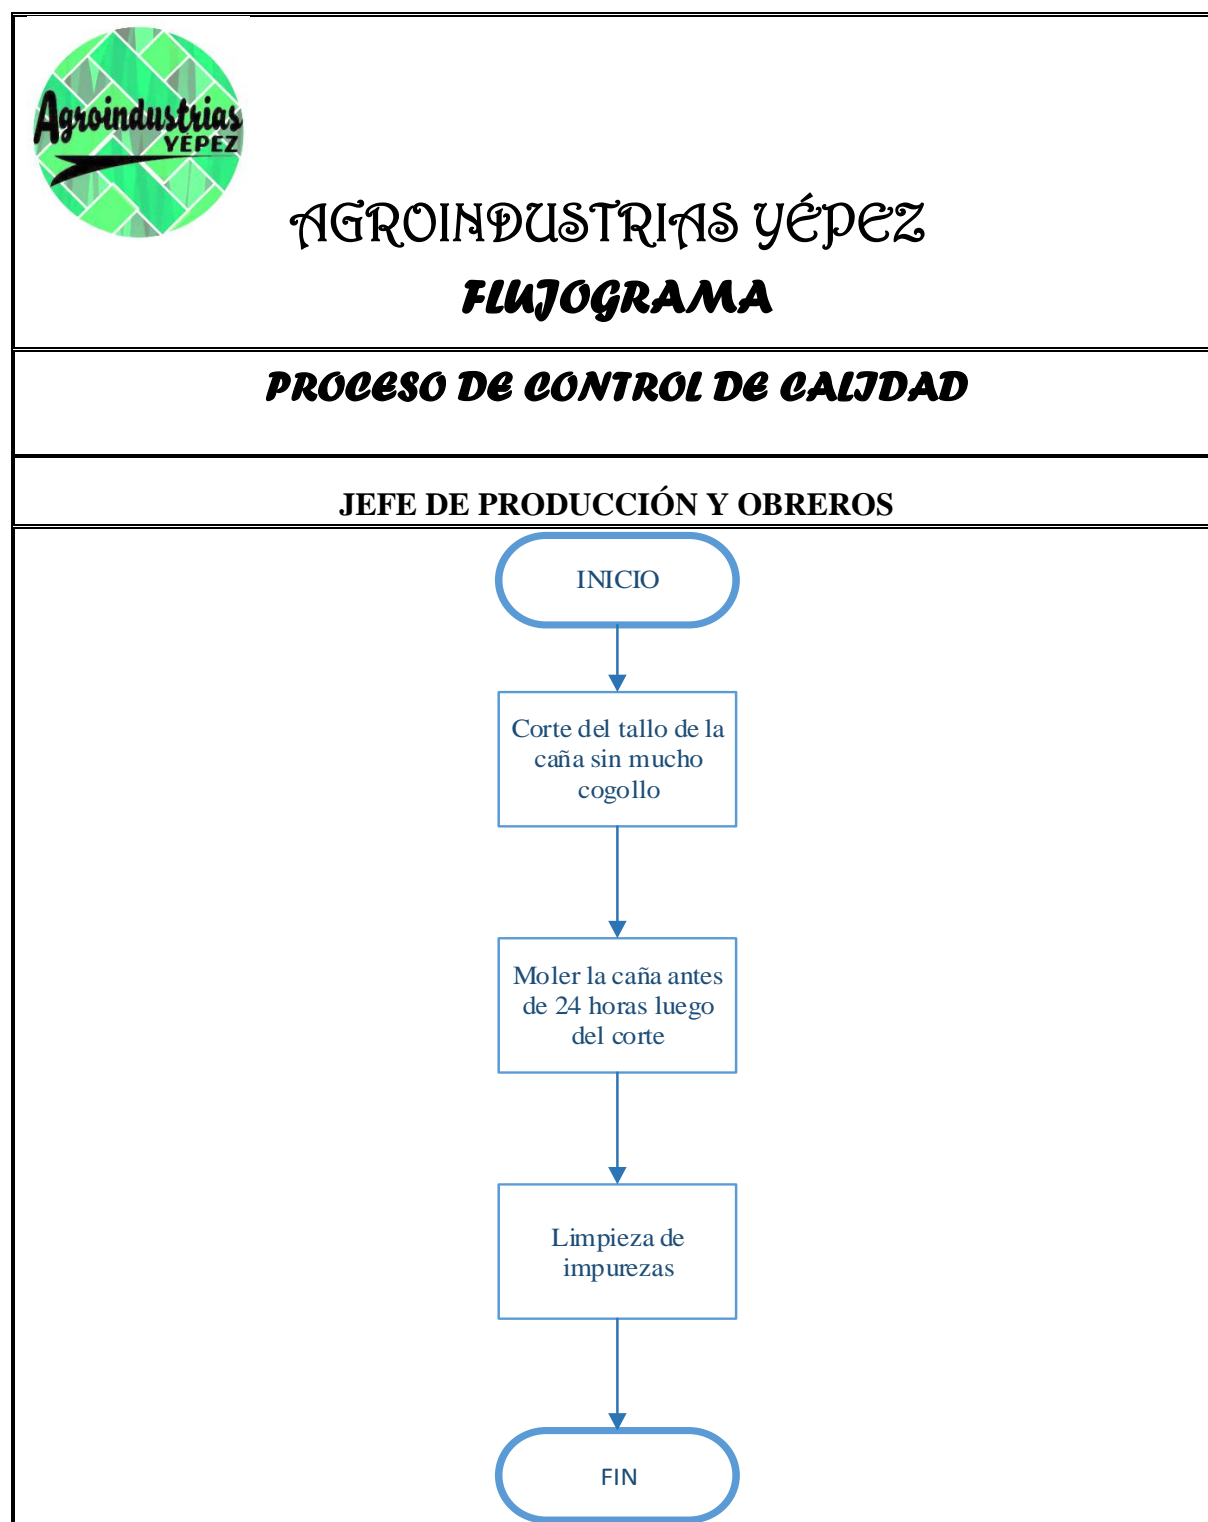 Agroindustrias
YÉPEZ
AGROINDUSTRIAS YÉPEZ
FLUJOGRAMA
PROCESO DE CONTROL DE CALIDAD
JEFE DE PRODUCCIÓN Y OBREROS
INICIO
Corte del tallo de la
caña sin mucho
cogollo
Moler la caña antes
de 24 horas luego
del corte
Limpieza de
impurezas
FIN